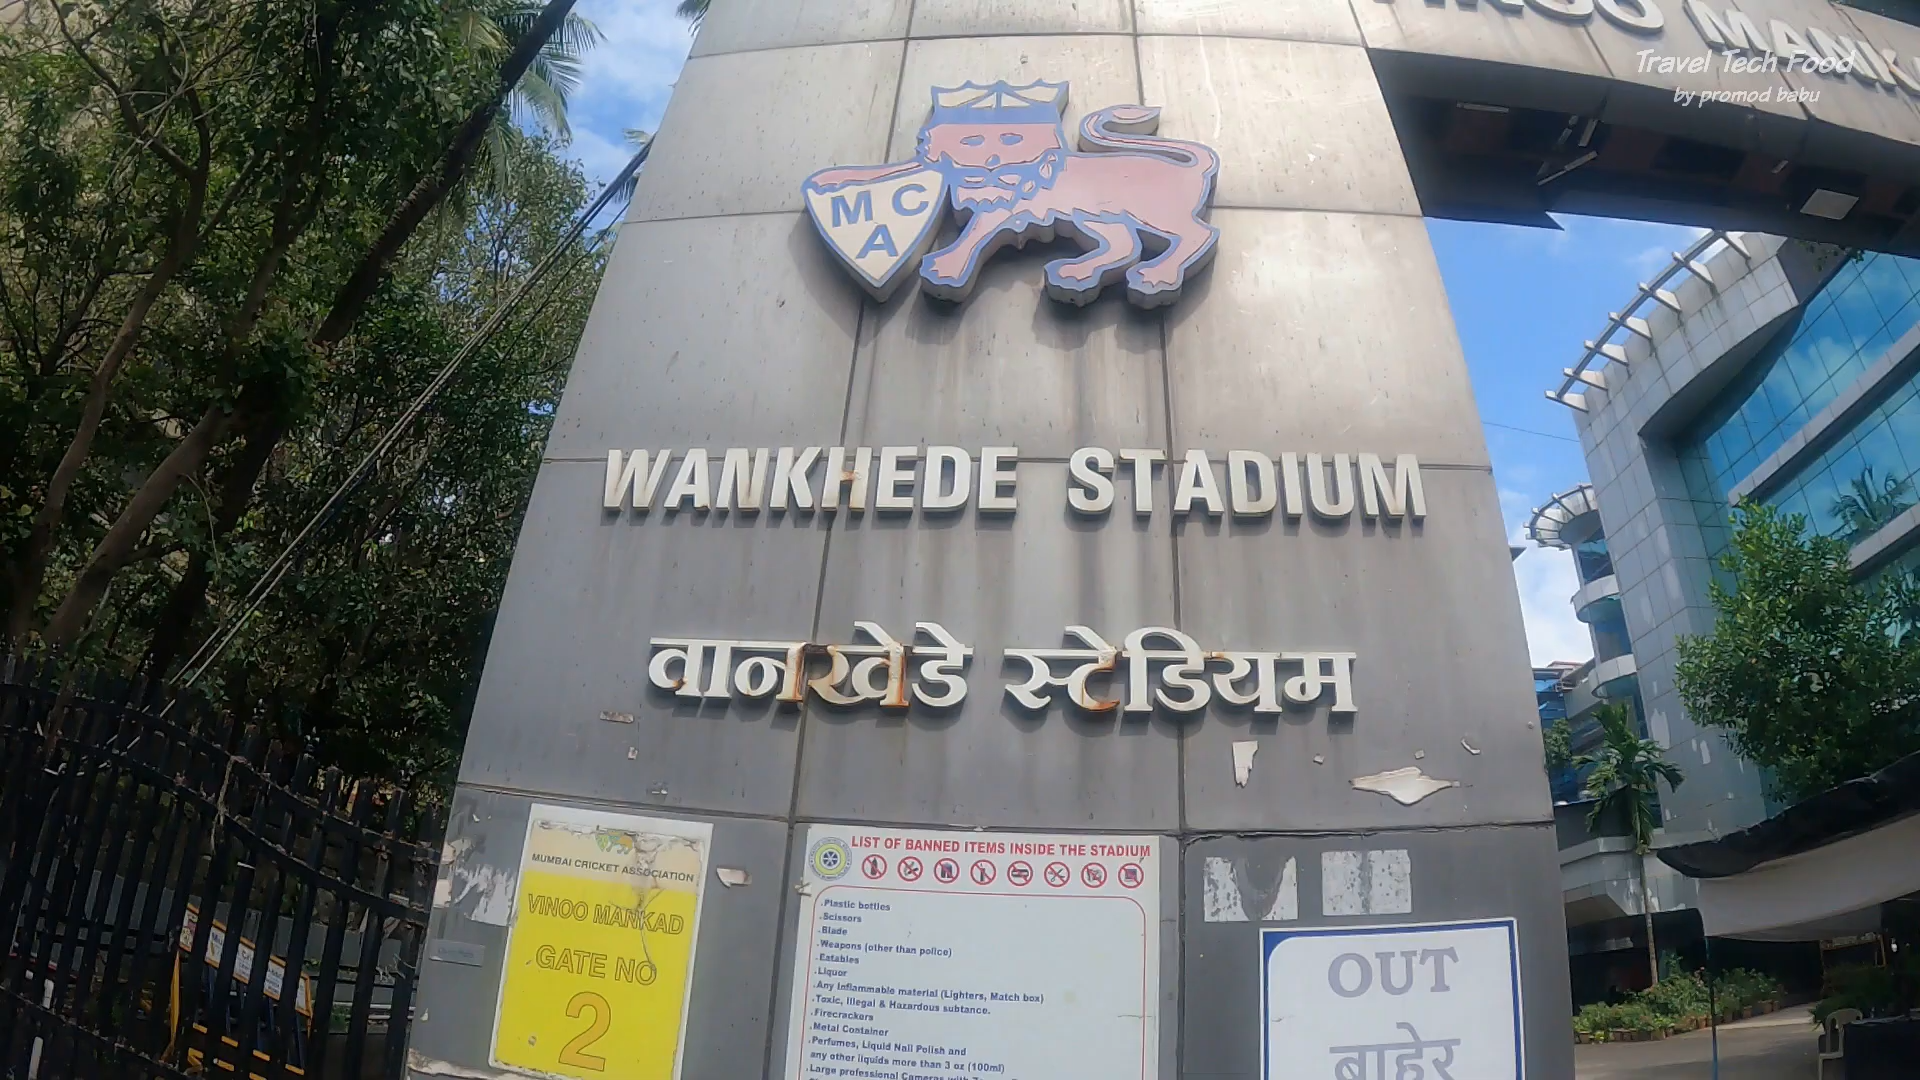 VINOO MANK
Travel Tech Food
by promod babu
M C
A
WANKHEDE STADIUM
वानखेडे स्टेडियम
MUMBAI CRICKET ASSOCIATION
VINOO MANKAD
GATE NO
2
LIST OF BANNED ITEMS INSIDE THE STADIUM
.Plastic bottles
.Scissors
.Blade
.Weapons (other than police)
.Eatables
.Liquor
.Any Inflammable material (Lighters, Match box)
.Toxic, Illegal & Hazardous subtance.
.Firecrackers
.Metal Container
.Perfumes, Liquid Nail Polish and
any other liquids more than 3 oz (100ml)
.Large professional Cameras with
OUT
बाहेर